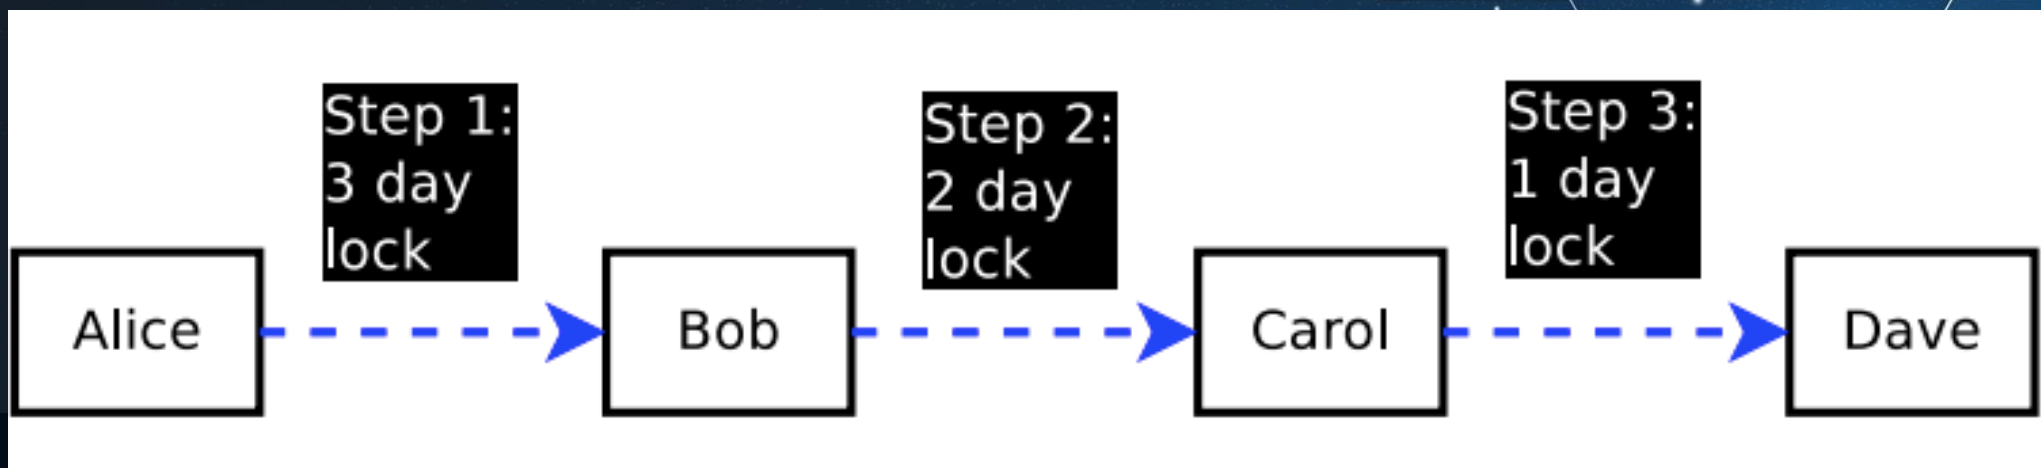 Step 1:
3 day
lock
Step 2:
2 day
lock
Step 3:
1 day
lock
Alice
Bob
Carol
Dave